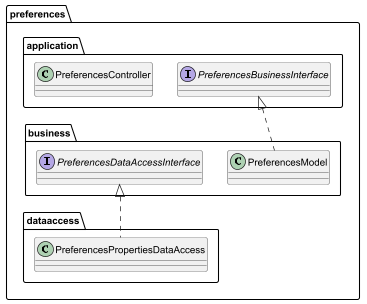 preferences
application
C PreferencesController
I PreferencesBusinessInterface
business
I PreferencesDataAccessInterface
C PreferencesModel
dataaccess
C PreferencesPropertiesDataAccess